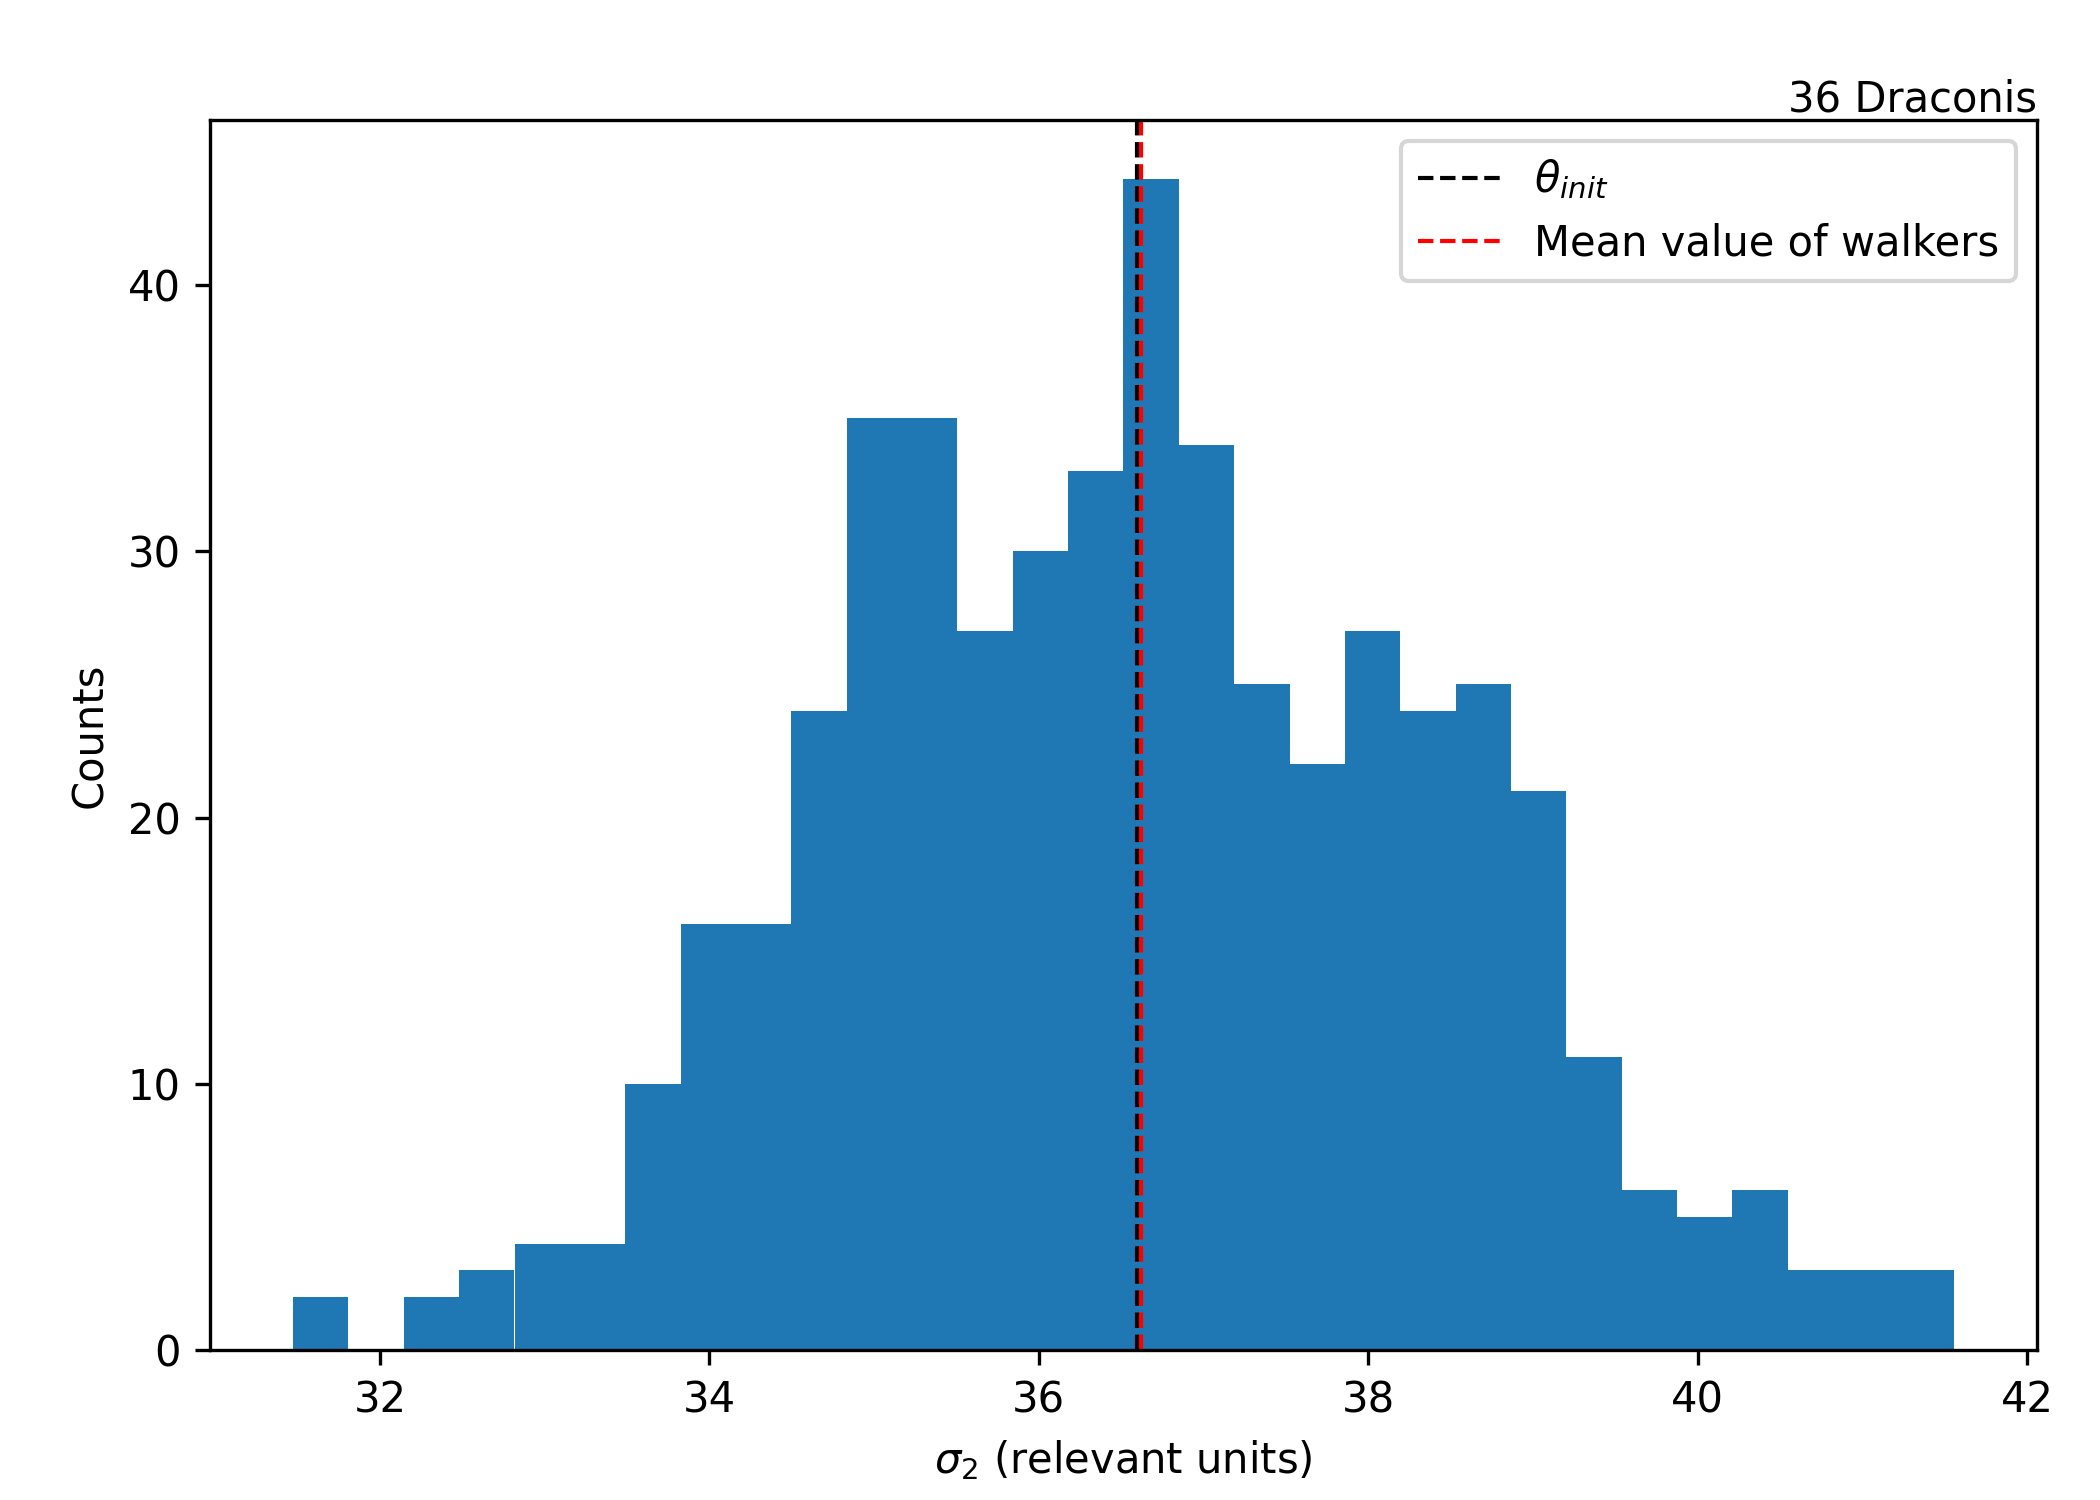 36 Draconis
θ_init
Mean value of walkers
40
30
20
10
0
Counts
32 34 36 38 40 42
σ₂ (relevant units)